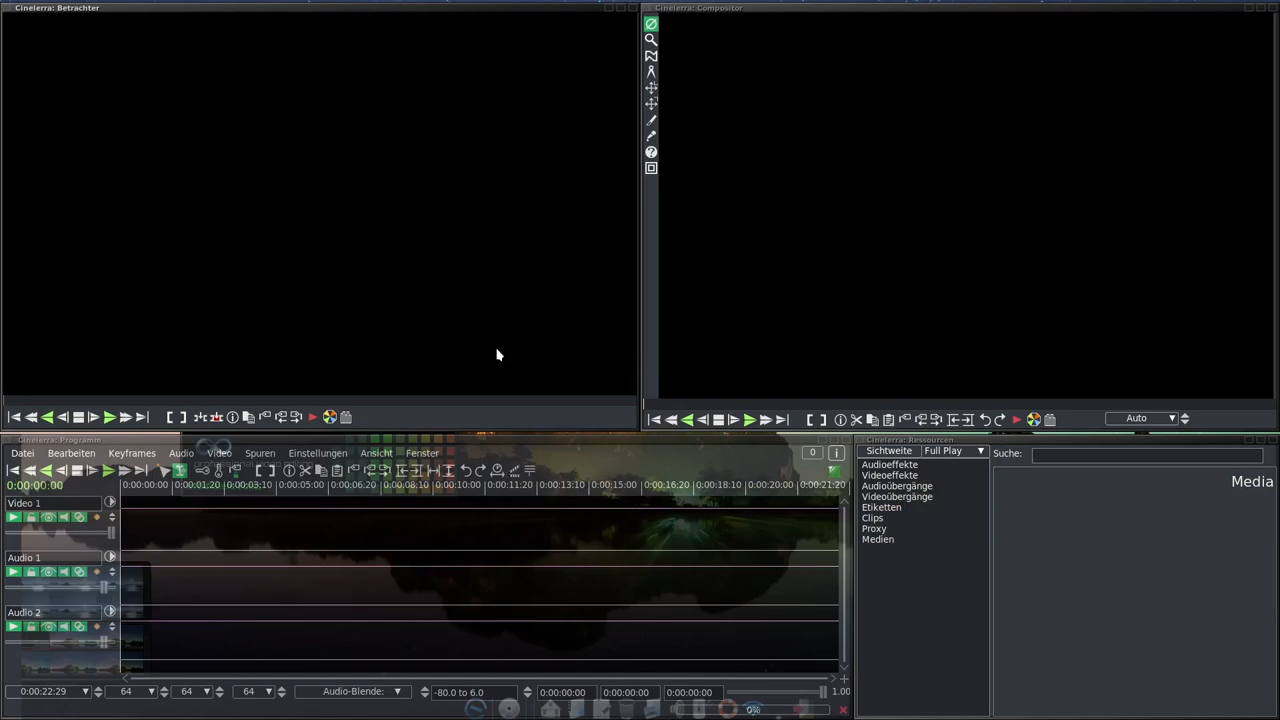 Cinelerra: Betrachter
Cinelerra: Compositor
Auto
Cinelerra: Programm
Datei Bearbeiten Keyframes Audio Video Spuren Einstellungen Ansicht Fenster
0
0:00:00:00
0:00:00:00 0:00:01:20 0:00:03:10 0:00:05:00 0:00:06:20 0:00:08:10 0:00:10:00 0:00:11:20 0:00:13:10 0:00:15:00 0:00:16:20 0:00:18:10 0:00:20:00 0:00:21:20
Video 1
Audio 1
Audio 2
0:00:22:29 64 64 64 Audio-Blende: -80.0 to 6.0 0:00:00:00 0:00:00:00 0:00:00:00 1.00
0%
Cinelerra: Ressourcen
Sichtweite Full Play Suche:
Audioeffekte
Videoeffekte
Audioübergänge
Videoübergänge
Etiketten
Clips
Proxy
Medien
Media